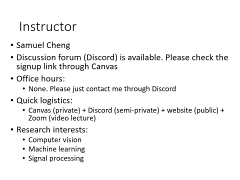 Instructor
• Samuel Cheng
• Discussion forum (Discord) is available. Please check the
signup link through Canvas
• Office hours:
• None. Please just contact me through Discord
• Quick logistics:
• Canvas (private) + Discord (semi-private) + website (public) +
Zoom (video lecture)
• Research interests:
• Computer vision
• Machine learning
• Signal processing